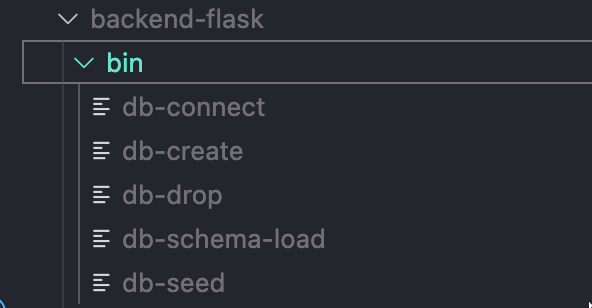 backend-flask
bin
db-connect
db-create
db-drop
db-schema-load
db-seed